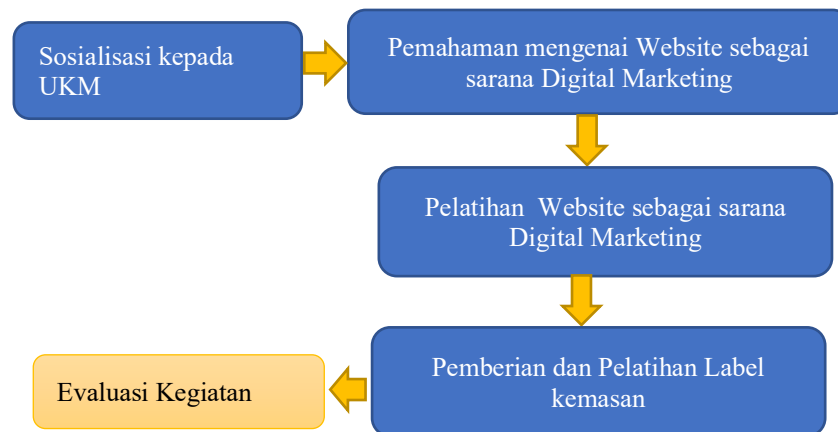 Sosialisasi kepada
UKM
Pemahaman mengenai Website sebagai
sarana Digital Marketing
Pelatihan  Website sebagai sarana
Digital Marketing
Pemberian dan Pelatihan Label
kemasan
Evaluasi Kegiatan